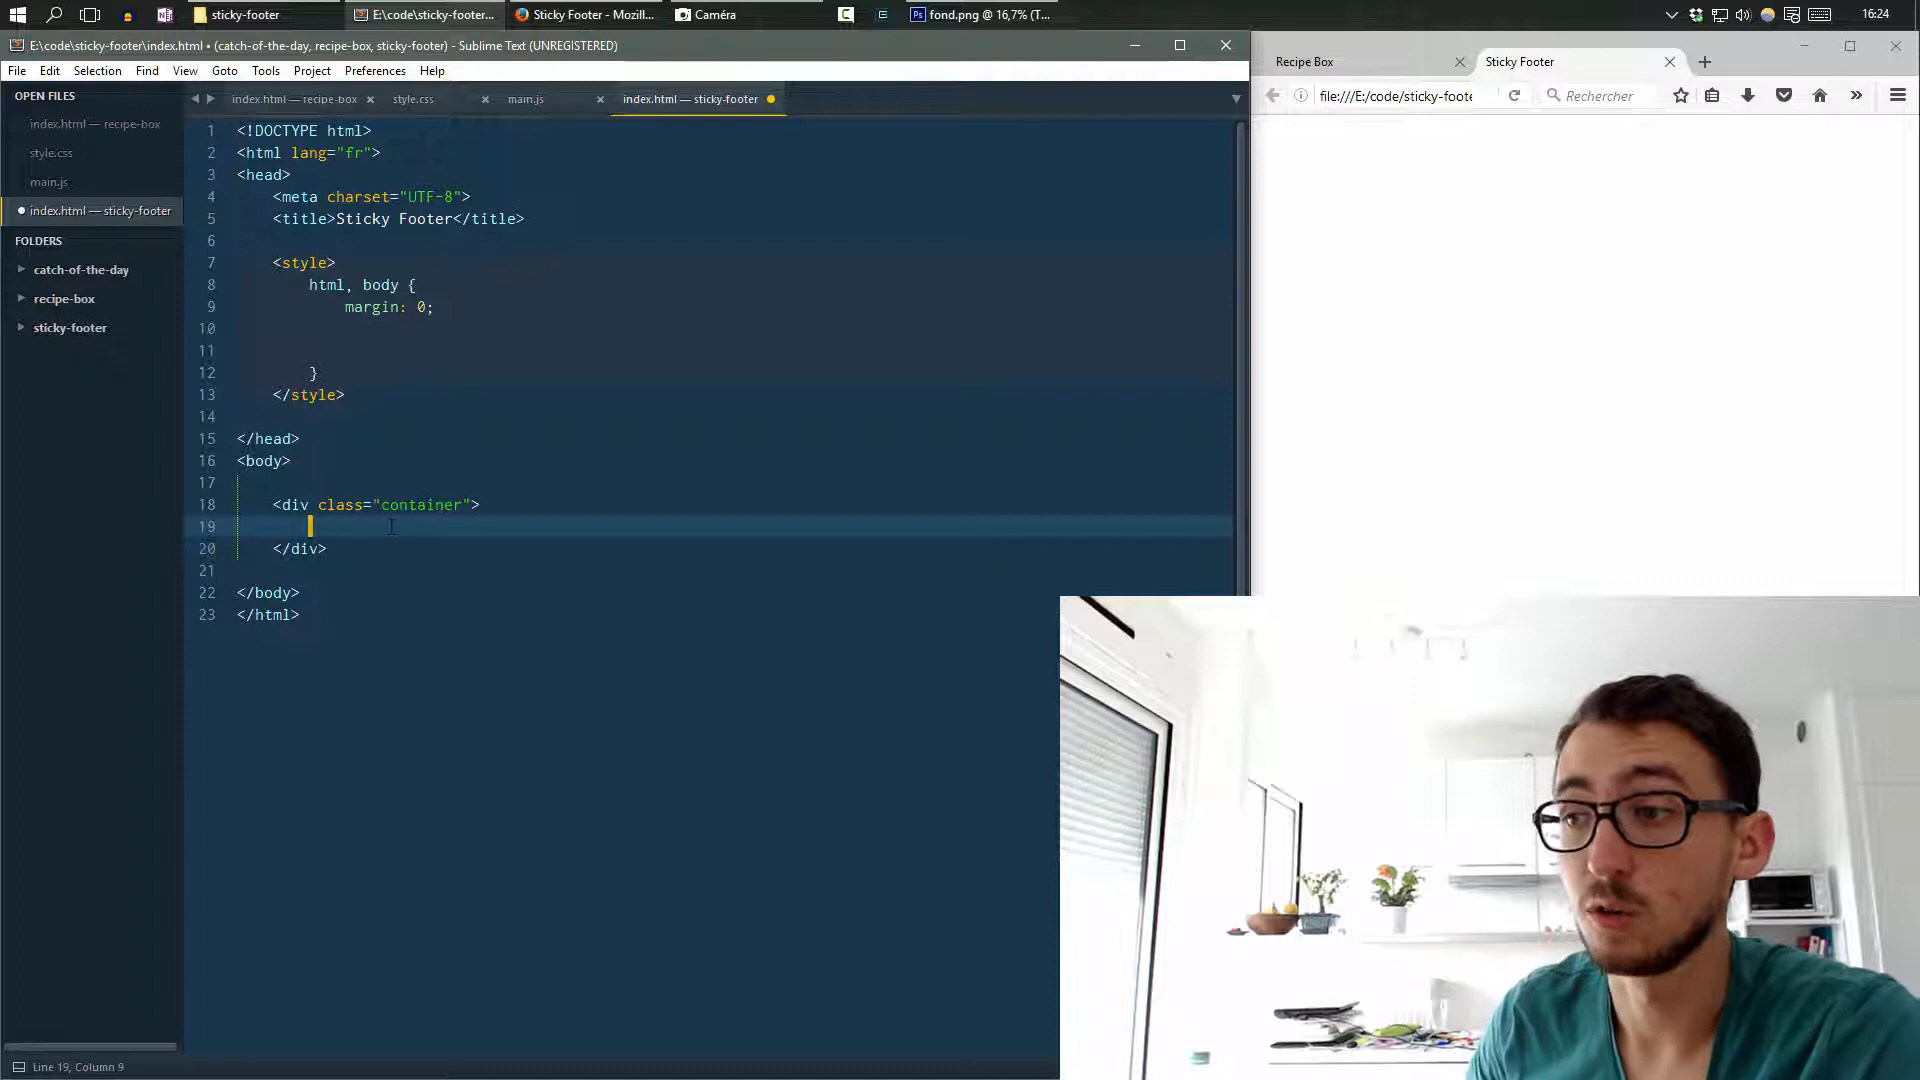 sticky-footer
E:\code\sticky-footer...
Sticky Footer - Mozill...
Caméra
fond.png @ 16,7% (T...
16:24
E:\code\sticky-footer\index.html • (catch-of-the-day, recipe-box, sticky-footer) - Sublime Text (UNREGISTERED)
File Edit Selection Find View Goto Tools Project Preferences Help
Recipe Box
Sticky Footer
file:///E:/code/sticky-foote
Rechercher
OPEN FILES
index.html — recipe-box
style.css
main.js
index.html — sticky-footer
FOLDERS
catch-of-the-day
recipe-box
sticky-footer
index.html — recipe-box
style.css
main.js
index.html — sticky-footer
1 <!DOCTYPE html>
2 <html lang="fr">
3 <head>
4 <meta charset="UTF-8">
5 <title>Sticky Footer</title>
6
7 <style>
8 html, body {
9 margin: 0;
10
11
12 }
13 </style>
14
15 </head>
16 <body>
17
18 <div class="container">
19
20 </div>
21
22 </body>
23 </html>
Line 19, Column 9